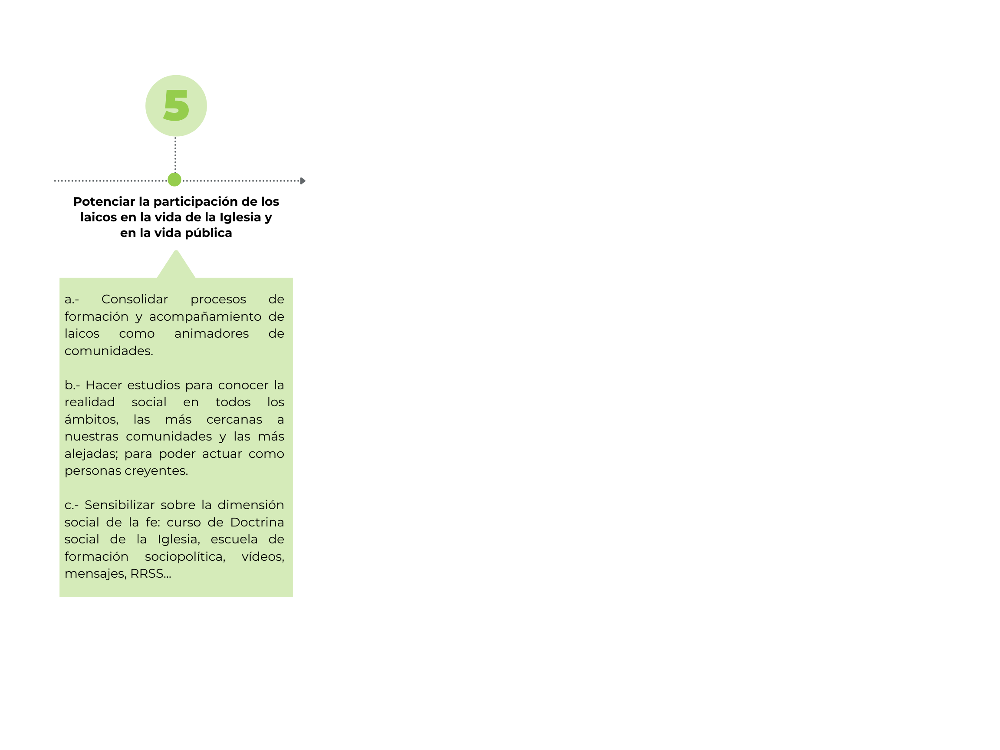 5
Potenciar la participación de los
laicos en la vida de la Iglesia y
en la vida pública
a.- Consolidar procesos de
formación y acompañamiento de
laicos como animadores de
comunidades.
b.- Hacer estudios para conocer la
realidad social en todos los
ámbitos, las más cercanas a
nuestras comunidades y las más
alejadas; para poder actuar como
personas creyentes.
c.- Sensibilizar sobre la dimensión
social de la fe: curso de Doctrina
social de la Iglesia, escuela de
formación sociopolítica, vídeos,
mensajes, RRSS...